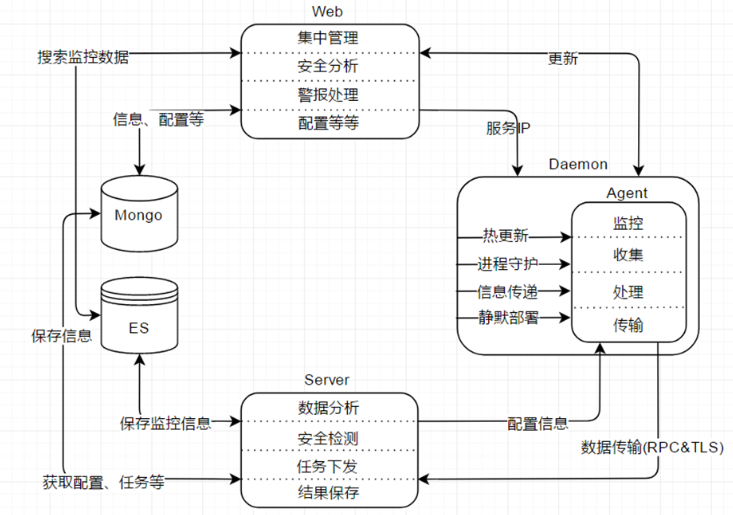 Web
集中管理
安全分析
警报处理
配置等等
搜索监控数据
更新
信息、配置等
服务IP
Daemon
Agent
监控
收集
处理
传输
热更新
进程守护
信息传递
静默部署
Mongo
ES
保存信息
Server
数据分析
安全检测
任务下发
结果保存
保存监控信息
配置信息
数据传输(RPC&TLS)
获取配置、任务等